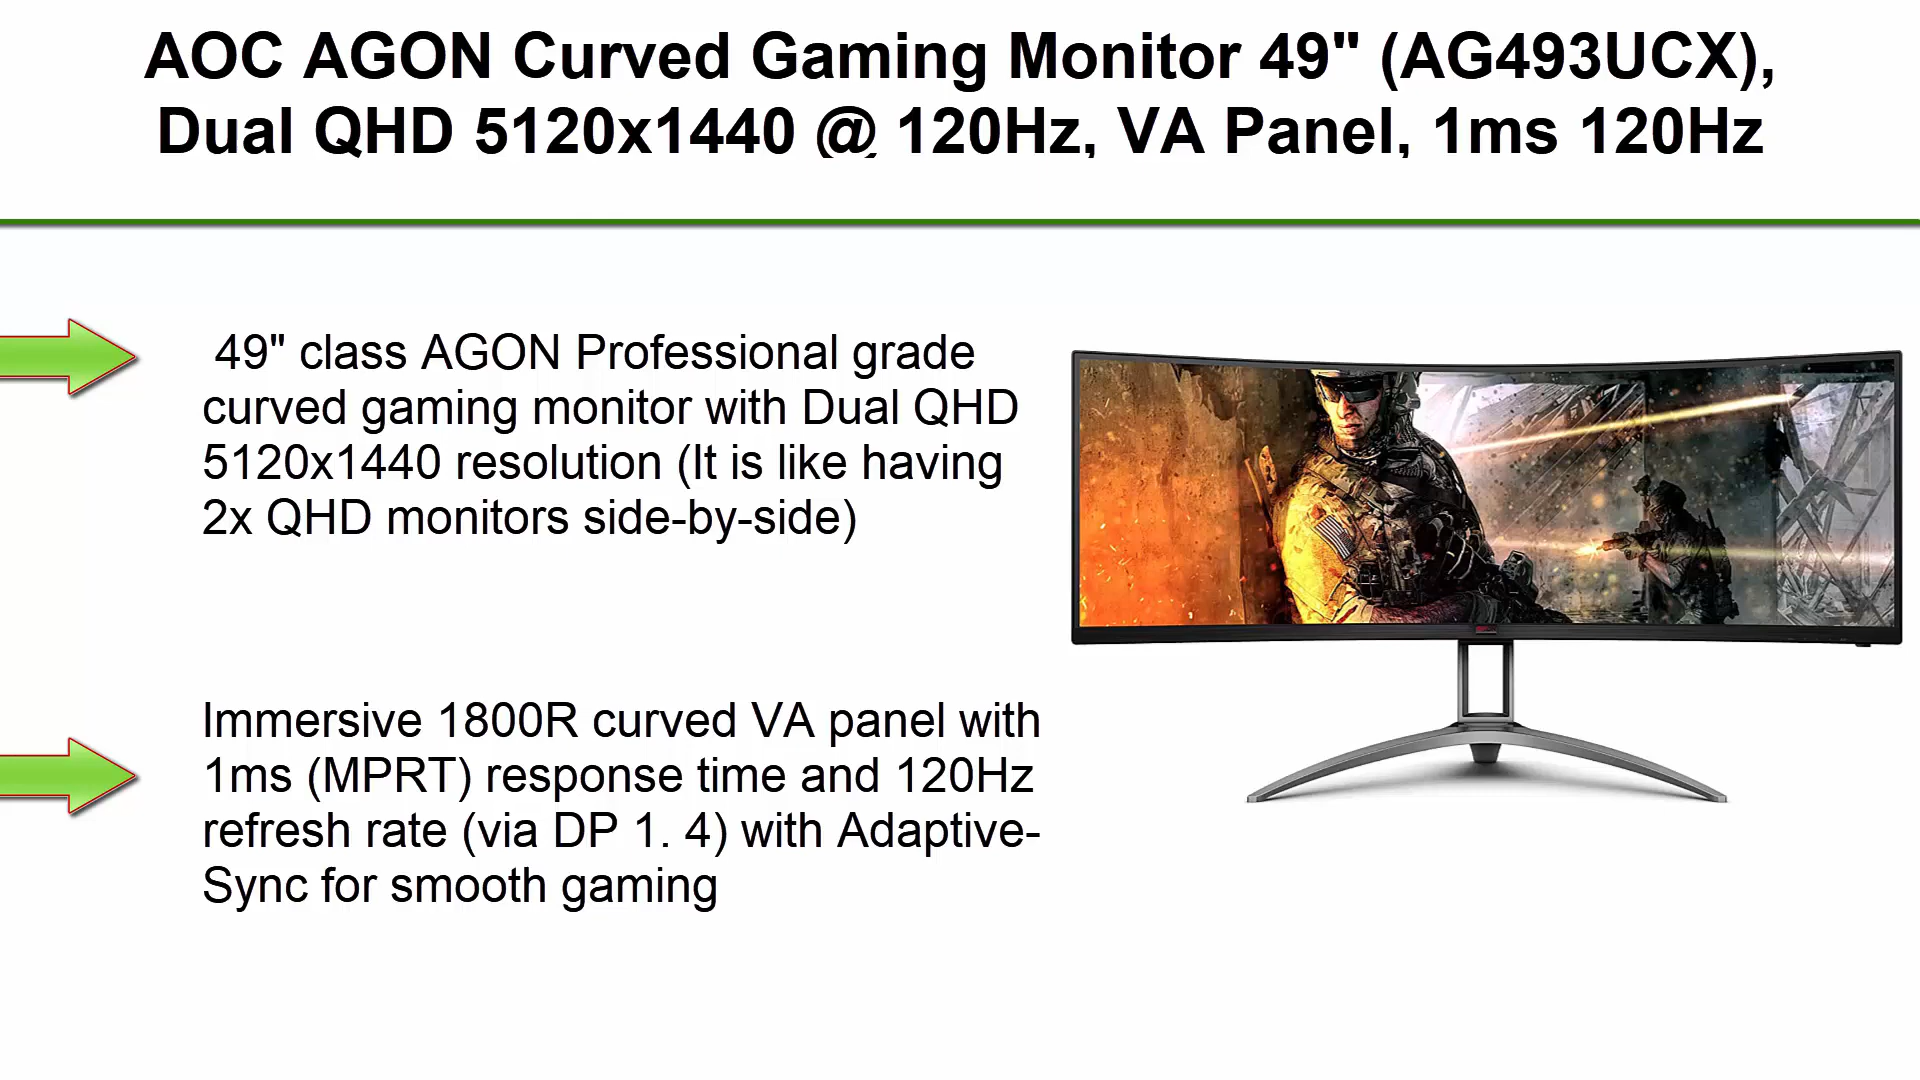 AOC AGON Curved Gaming Monitor 49" (AG493UCX),
Dual QHD 5120x1440 @ 120Hz, VA Panel, 1ms 120Hz
49" class AGON Professional grade
curved gaming monitor with Dual QHD
5120x1440 resolution (It is like having
2x QHD monitors side-by-side)
Immersive 1800R curved VA panel with
1ms (MPRT) response time and 120Hz
refresh rate (via DP 1. 4) with Adaptive-
Sync for smooth gaming